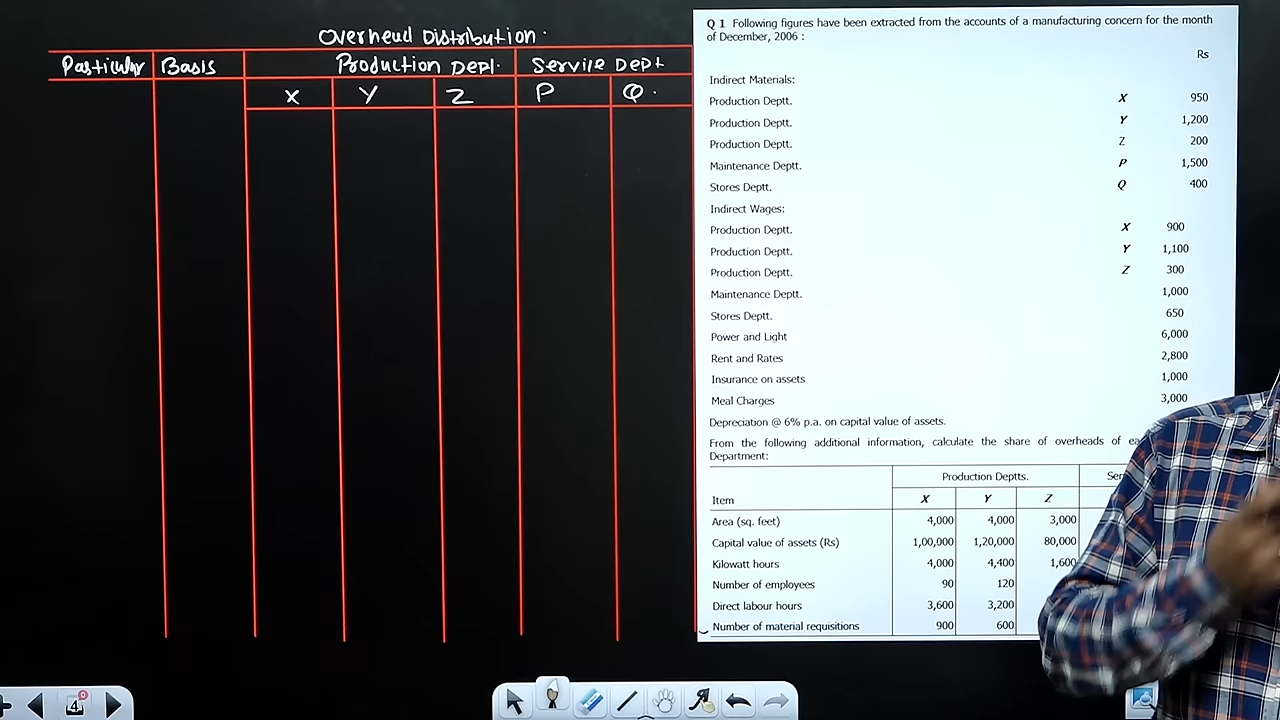 Overhead Distribution.
Particular Basis Production Dept. Service Dept
X Y Z P Q.
Q 1 Following figures have been extracted from the accounts of a manufacturing concern for the month
of December, 2006 :
Rs
Indirect Materials:
Production Deptt. X 950
Production Deptt. Y 1,200
Production Deptt. Z 200
Maintenance Deptt. P 1,500
Stores Deptt. Q 400
Indirect Wages:
Production Deptt. X 900
Production Deptt. Y 1,100
Production Deptt. Z 300
Maintenance Deptt. 1,000
Stores Deptt. 650
Power and Light 6,000
Rent and Rates 2,800
Insurance on assets 1,000
Meal Charges 3,000
Depreciation @ 6% p.a. on capital value of assets.
From the following additional information, calculate the share of overheads of
Department:
Production Deptts.
Item X Y Z
Area (sq. feet) 4,000 4,000 3,000
Capital value of assets (Rs) 1,00,000 1,20,000 80,000
Kilowatt hours 4,000 4,400 1,600
Number of employees 90 120
Direct labour hours 3,600 3,200
Number of material requisitions 900 600
4